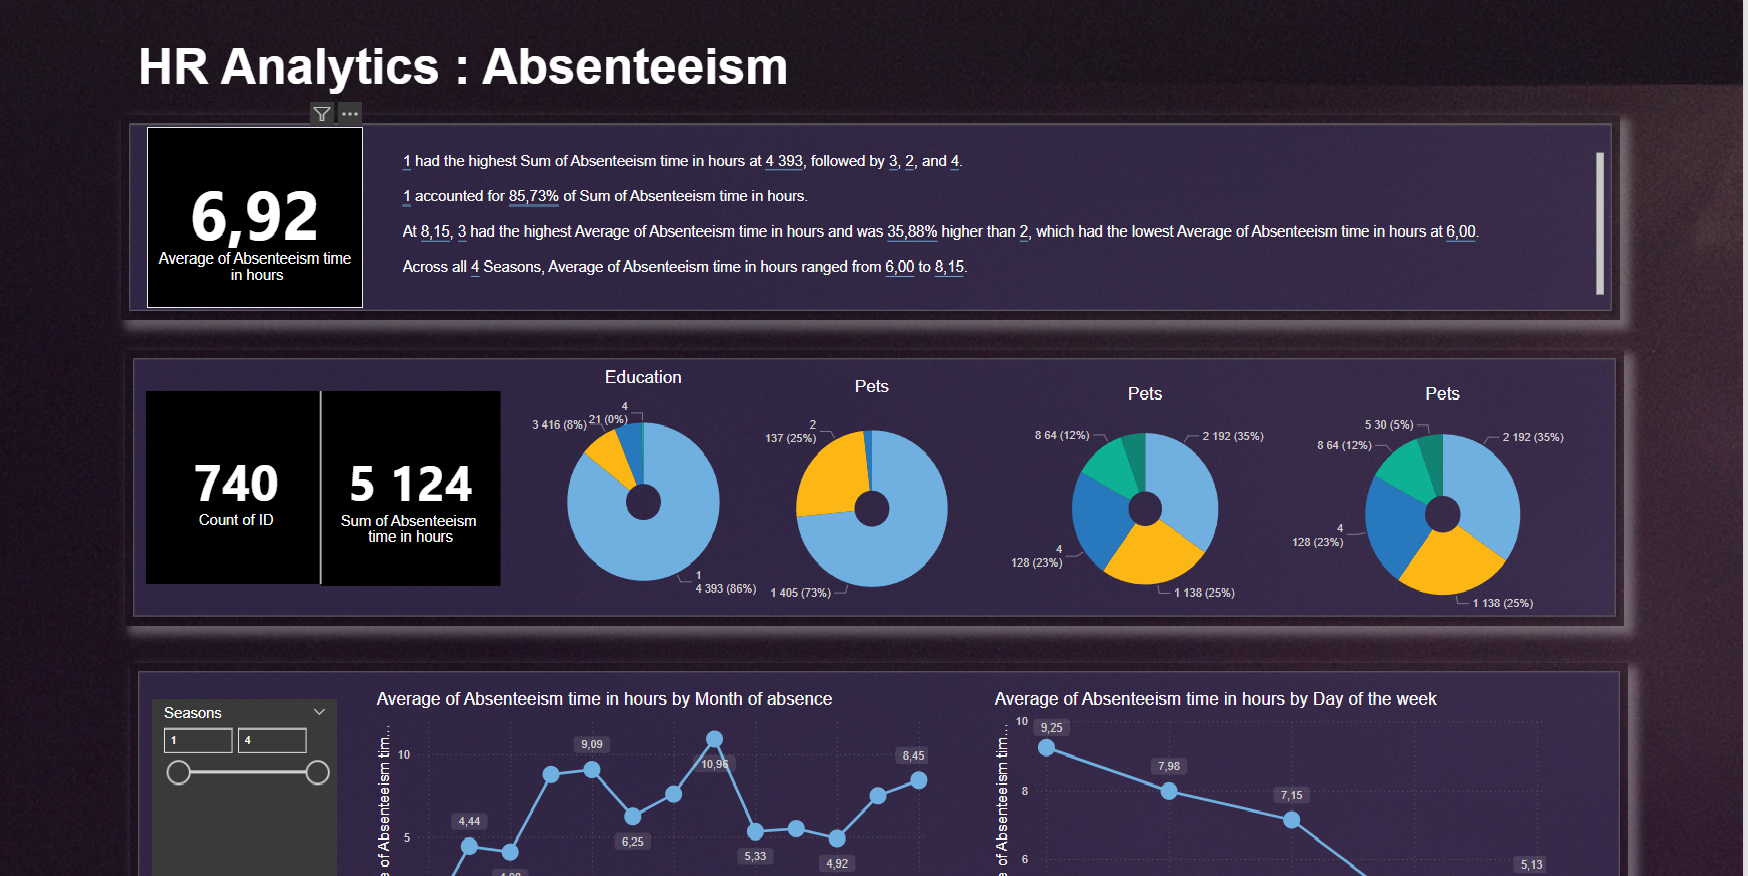 HR Analytics : Absenteeism
6,92
Average of Absenteeism time
in hours
1 had the highest Sum of Absenteeism time in hours at 4 393, followed by 3, 2, and 4.
1 accounted for 85,73% of Sum of Absenteeism time in hours.
At 8,15, 3 had the highest Average of Absenteeism time in hours and was 35,88% higher than 2, which had the lowest Average of Absenteeism time in hours at 6,00.
Across all 4 Seasons, Average of Absenteeism time in hours ranged from 6,00 to 8,15.
740
Count of ID
5 124
Sum of Absenteeism
time in hours
Education
4
21 (0%)
3 416 (8%)
1
4 393 (86%)
Pets
2
137 (25%)
1 405 (73%)
Pets
8 64 (12%)
2 192 (35%)
4
128 (23%)
1 138 (25%)
Pets
5 30 (5%)
8 64 (12%)
2 192 (35%)
4
128 (23%)
1 138 (25%)
Seasons
1
4
Average of Absenteeism time in hours by Month of absence
e of Absenteeism tim...
10
5
4,44
9,09
6,25
10,96
5,33
4,92
8,45
Average of Absenteeism time in hours by Day of the week
e of Absenteeism tim...
10
8
6
9,25
7,98
7,15
5,13